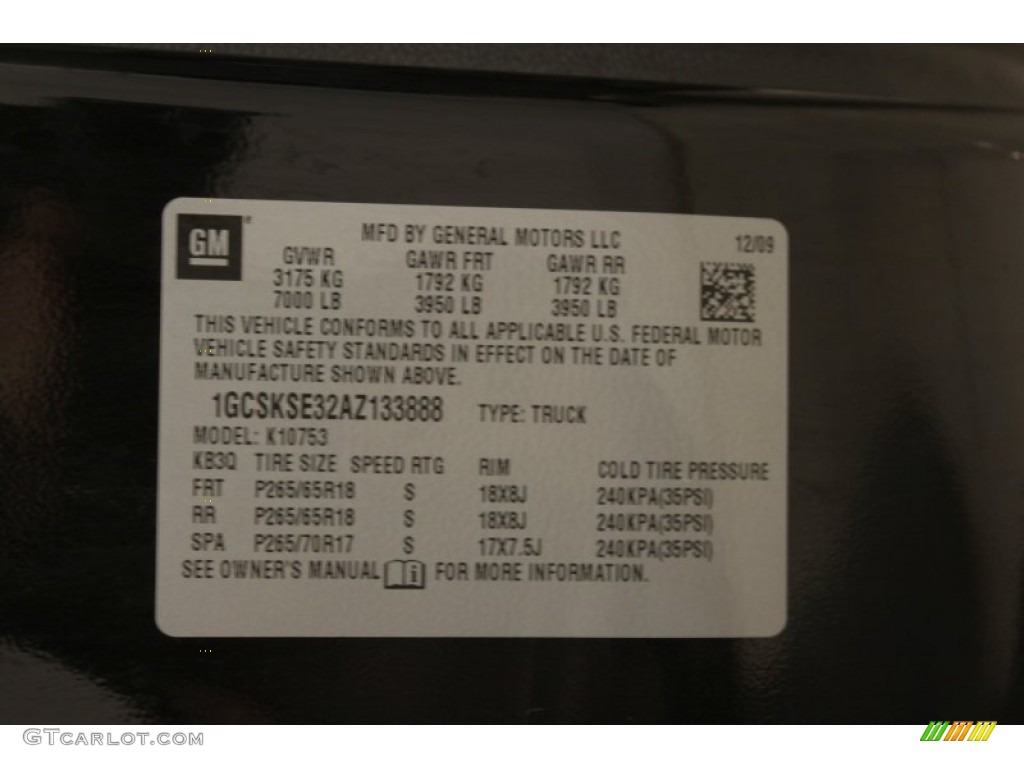 GM
MFD BY GENERAL MOTORS LLC
12/09
GVWR GAWR FRT GAWR RR
3175 KG 1792 KG 1792 KG
7000 LB 3950 LB 3950 LB
THIS VEHICLE CONFORMS TO ALL APPLICABLE U.S. FEDERAL MOTOR
VEHICLE SAFETY STANDARDS IN EFFECT ON THE DATE OF
MANUFACTURE SHOWN ABOVE.
1GCSKSE32AZ133888 TYPE: TRUCK
MODEL: K10753
KB3Q TIRE SIZE SPEED RTG RIM COLD TIRE PRESSURE
FRT P265/65R18 S 18X8J 240KPA(35PSI)
RR P265/65R18 S 18X8J 240KPA(35PSI)
SPA P265/70R17 S 17X7.5J 240KPA(35PSI)
SEE OWNER'S MANUAL FOR MORE INFORMATION.
GTCARLOT.COM